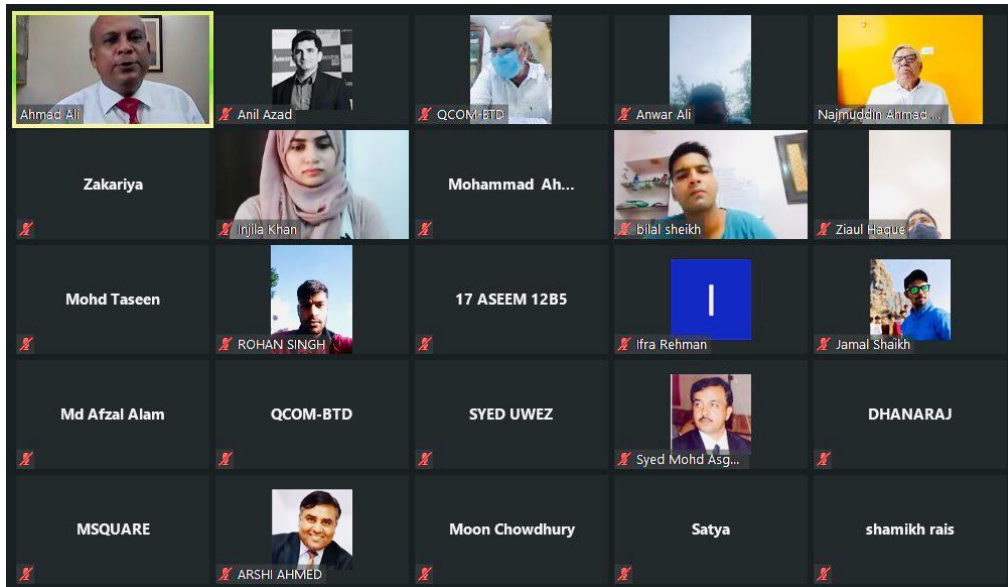 Ahmad Ali
Anil Azad
QCOM-BTD
Anwar Ali
Najmuddin Ahmad ...
Zakariya
Injila Khan
Mohammad Ah...
bilal sheikh
Ziaul Haque
Mohd Taseen
ROHAN SINGH
17 ASEEM 12B5
I
Ifra Rehman
Jamal Shaikh
Md Afzal Alam
QCOM-BTD
SYED UWEZ
Syed Mohd Asg...
DHANARAJ
MSQUARE
ARSHI AHMED
Moon Chowdhury
Satya
shamikh rais